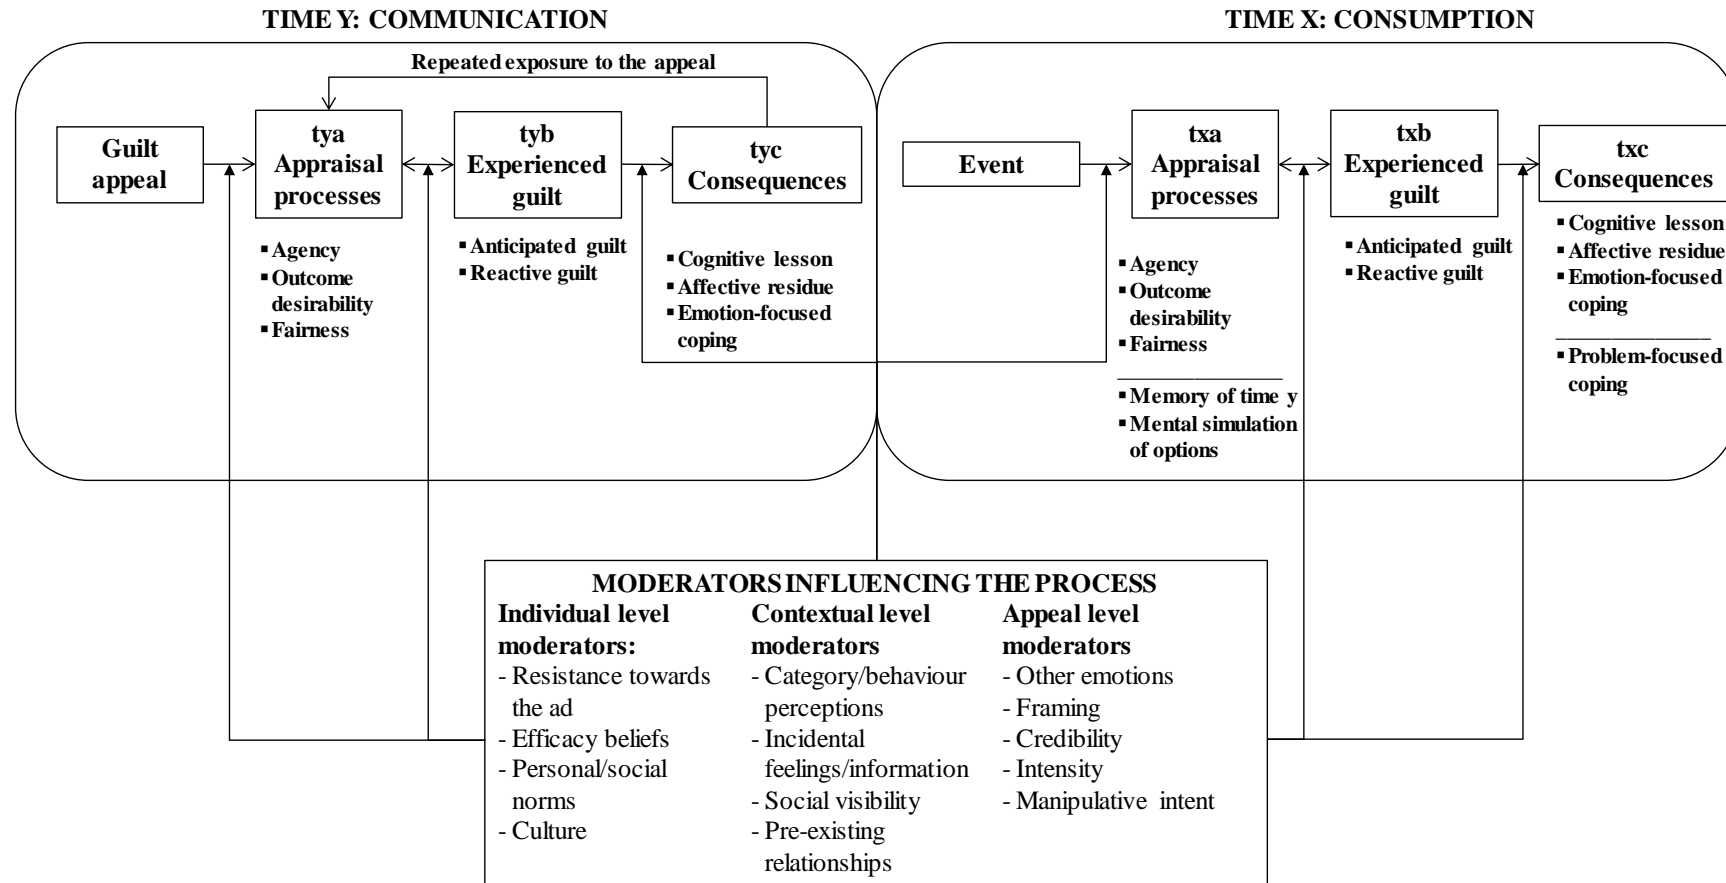 TIME Y: COMMUNICATION
TIME X: CONSUMPTION
Repeated exposure to the appeal
Guilt
appeal
tya
Appraisal
processes
tyb
Experienced
guilt
tyc
Consequences
▪ Agency
▪ Outcome
desirability
▪ Fairness
▪ Anticipated guilt
▪ Reactive guilt
▪ Cognitive lesson
▪ Affective residue
▪ Emotion-focused
coping
Event
txa
Appraisal
processes
txb
Experienced
guilt
txc
Consequences
▪ Agency
▪ Outcome
desirability
▪ Fairness
▪ Memory of time y
▪ Mental simulation
of options
▪ Anticipated guilt
▪ Reactive guilt
▪ Cognitive lesson
▪ Affective residue
▪ Emotion-focused
coping
▪ Problem-focused
coping
MODERATORS INFLUENCING THE PROCESS
Individual level
moderators:
- Resistance towards
the ad
- Efficacy beliefs
- Personal/social
norms
- Culture
Contextual level
moderators
- Category/behaviour
perceptions
- Incidental
feelings/information
- Social visibility
- Pre-existing
relationships
Appeal level
moderators
- Other emotions
- Framing
- Credibility
- Intensity
- Manipulative intent